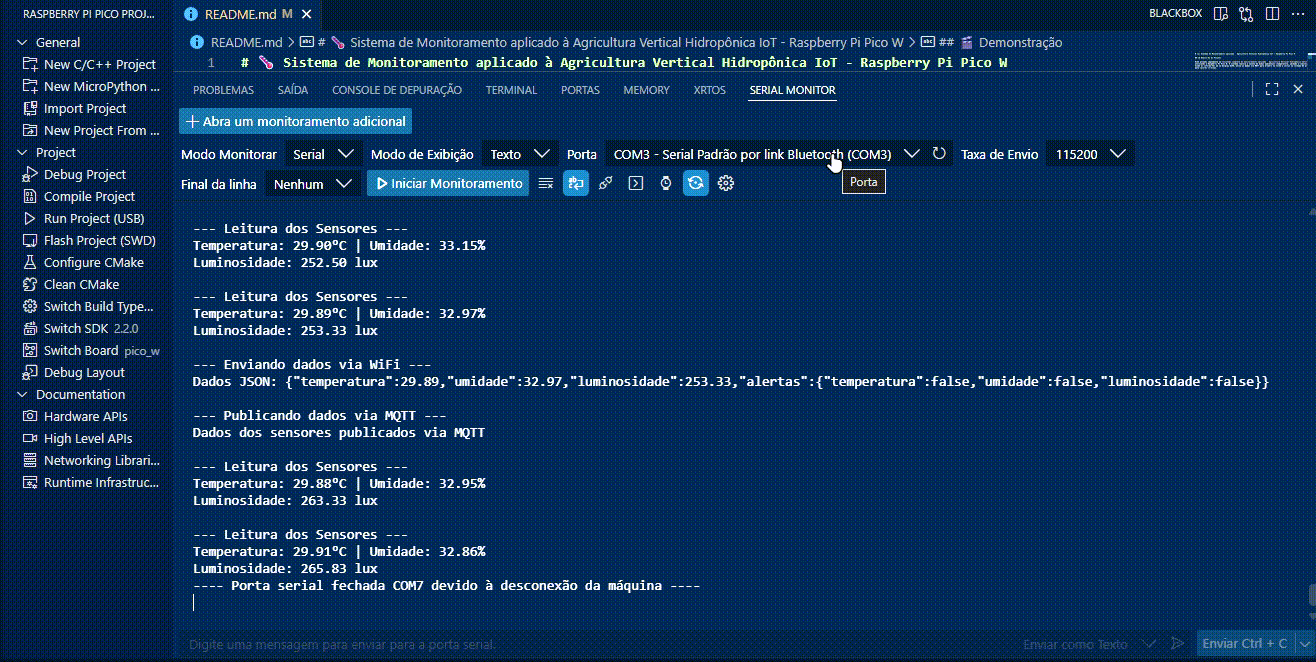 RASPBERRY PI PICO PROJ...
General
New C/C++ Project
New MicroPython ...
Import Project
New Project From ...
Project
Debug Project
Compile Project
Run Project (USB)
Flash Project (SWD)
Configure CMake
Clean CMake
Switch Build Type...
Switch SDK 2.2.0
Switch Board pico_w
Debug Layout
Documentation
Hardware APIs
High Level APIs
Networking Librari...
Runtime Infrastruc...
README.md M
BLACKBOX
README.md > # Sistema de Monitoramento aplicado à Agricultura Vertical Hidropônica IoT - Raspberry Pi Pico W > ## Demonstração
1 # Sistema de Monitoramento aplicado à Agricultura Vertical Hidropônica IoT - Raspberry Pi Pico W
PROBLEMAS SAÍDA CONSOLE DE DEPURAÇÃO TERMINAL PORTAS MEMORY XRTOS SERIAL MONITOR
+ Abra um monitoramento adicional
Modo Monitorar Serial Modo de Exibição Texto Porta COM3 - Serial Padrão por link Bluetooth (COM3) Taxa de Envio 115200
Final da linha Nenhum Iniciar Monitoramento
Porta
--- Leitura dos Sensores ---
Temperatura: 29.90ºC | Umidade: 33.15%
Luminosidade: 252.50 lux
--- Leitura dos Sensores ---
Temperatura: 29.89ºC | Umidade: 32.97%
Luminosidade: 253.33 lux
--- Enviando dados via WiFi ---
Dados JSON: {"temperatura":29.89,"umidade":32.97,"luminosidade":253.33,"alertas":{"temperatura":false,"umidade":false,"luminosidade":false}}
--- Publicando dados via MQTT ---
Dados dos sensores publicados via MQTT
--- Leitura dos Sensores ---
Temperatura: 29.88ºC | Umidade: 32.95%
Luminosidade: 263.33 lux
--- Leitura dos Sensores ---
Temperatura: 29.91ºC | Umidade: 32.86%
Luminosidade: 265.83 lux
---- Porta serial fechada COM7 devido à desconexão da máquina ----
Digite uma mensagem para enviar para a porta serial.
Enviar como Texto
Enviar Ctrl + C